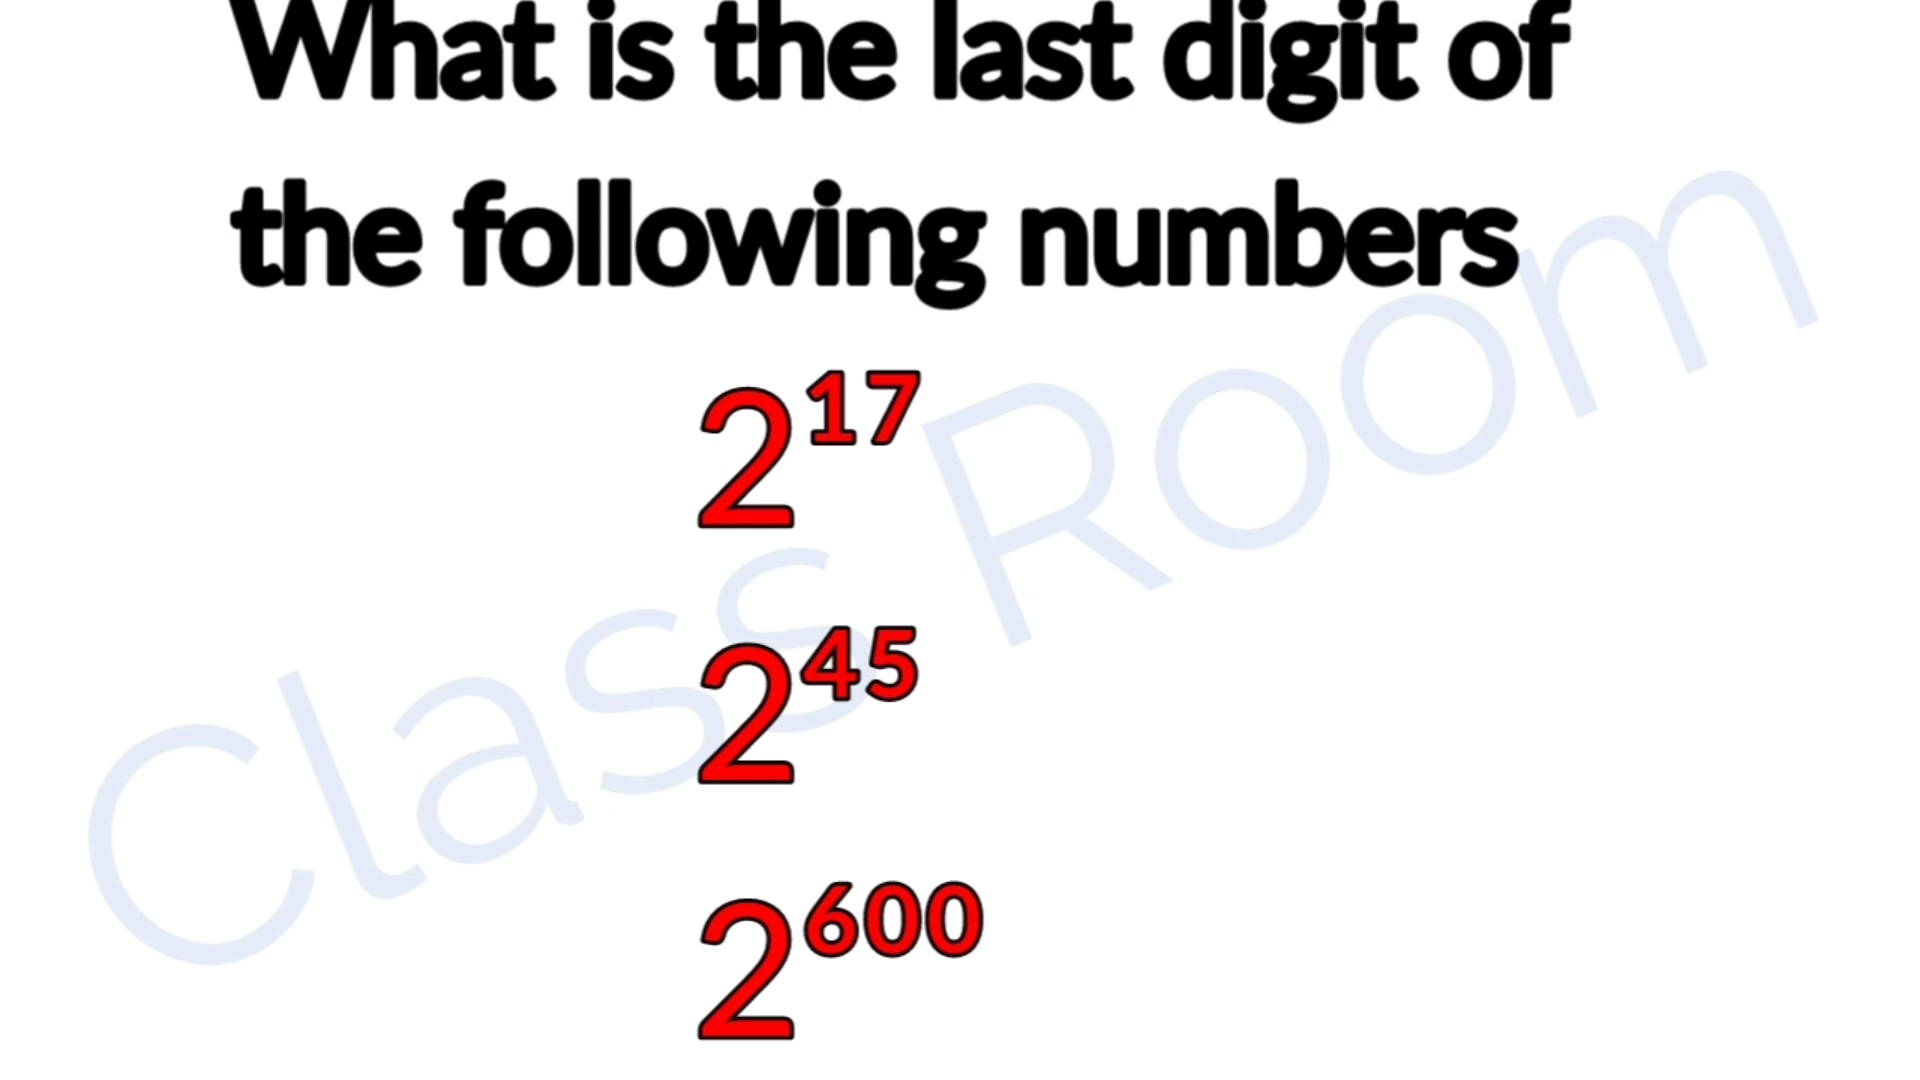 What is the last digit of
the following numbers
2¹⁷
2⁴⁵
2⁶⁰⁰
Class Room